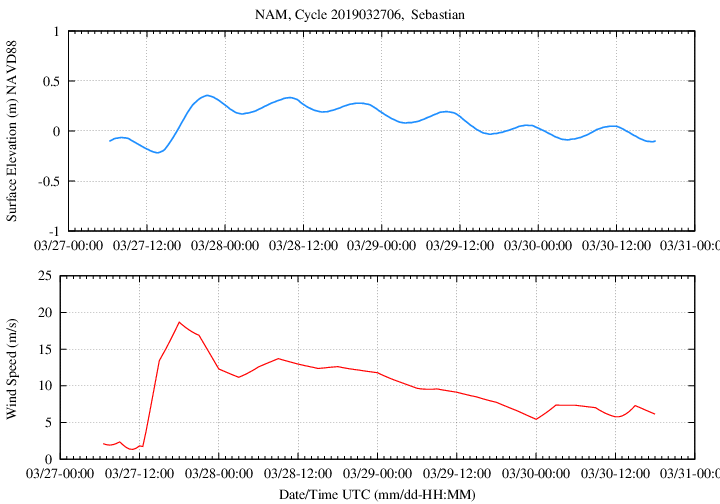 NAM, Cycle 2019032706,  Sebastian
1
0.5
0
-0.5
-1
Surface Elevation (m) NAVD88
03/27-00:00 03/27-12:00 03/28-00:00 03/28-12:00 03/29-00:00 03/29-12:00 03/30-00:00 03/30-12:00 03/31-00:0
25
20
15
10
5
0
Wind Speed (m/s)
03/27-00:00 03/27-12:00 03/28-00:00 03/28-12:00 03/29-00:00 03/29-12:00 03/30-00:00 03/30-12:00 03/31-00:0
Date/Time UTC (mm/dd-HH:MM)